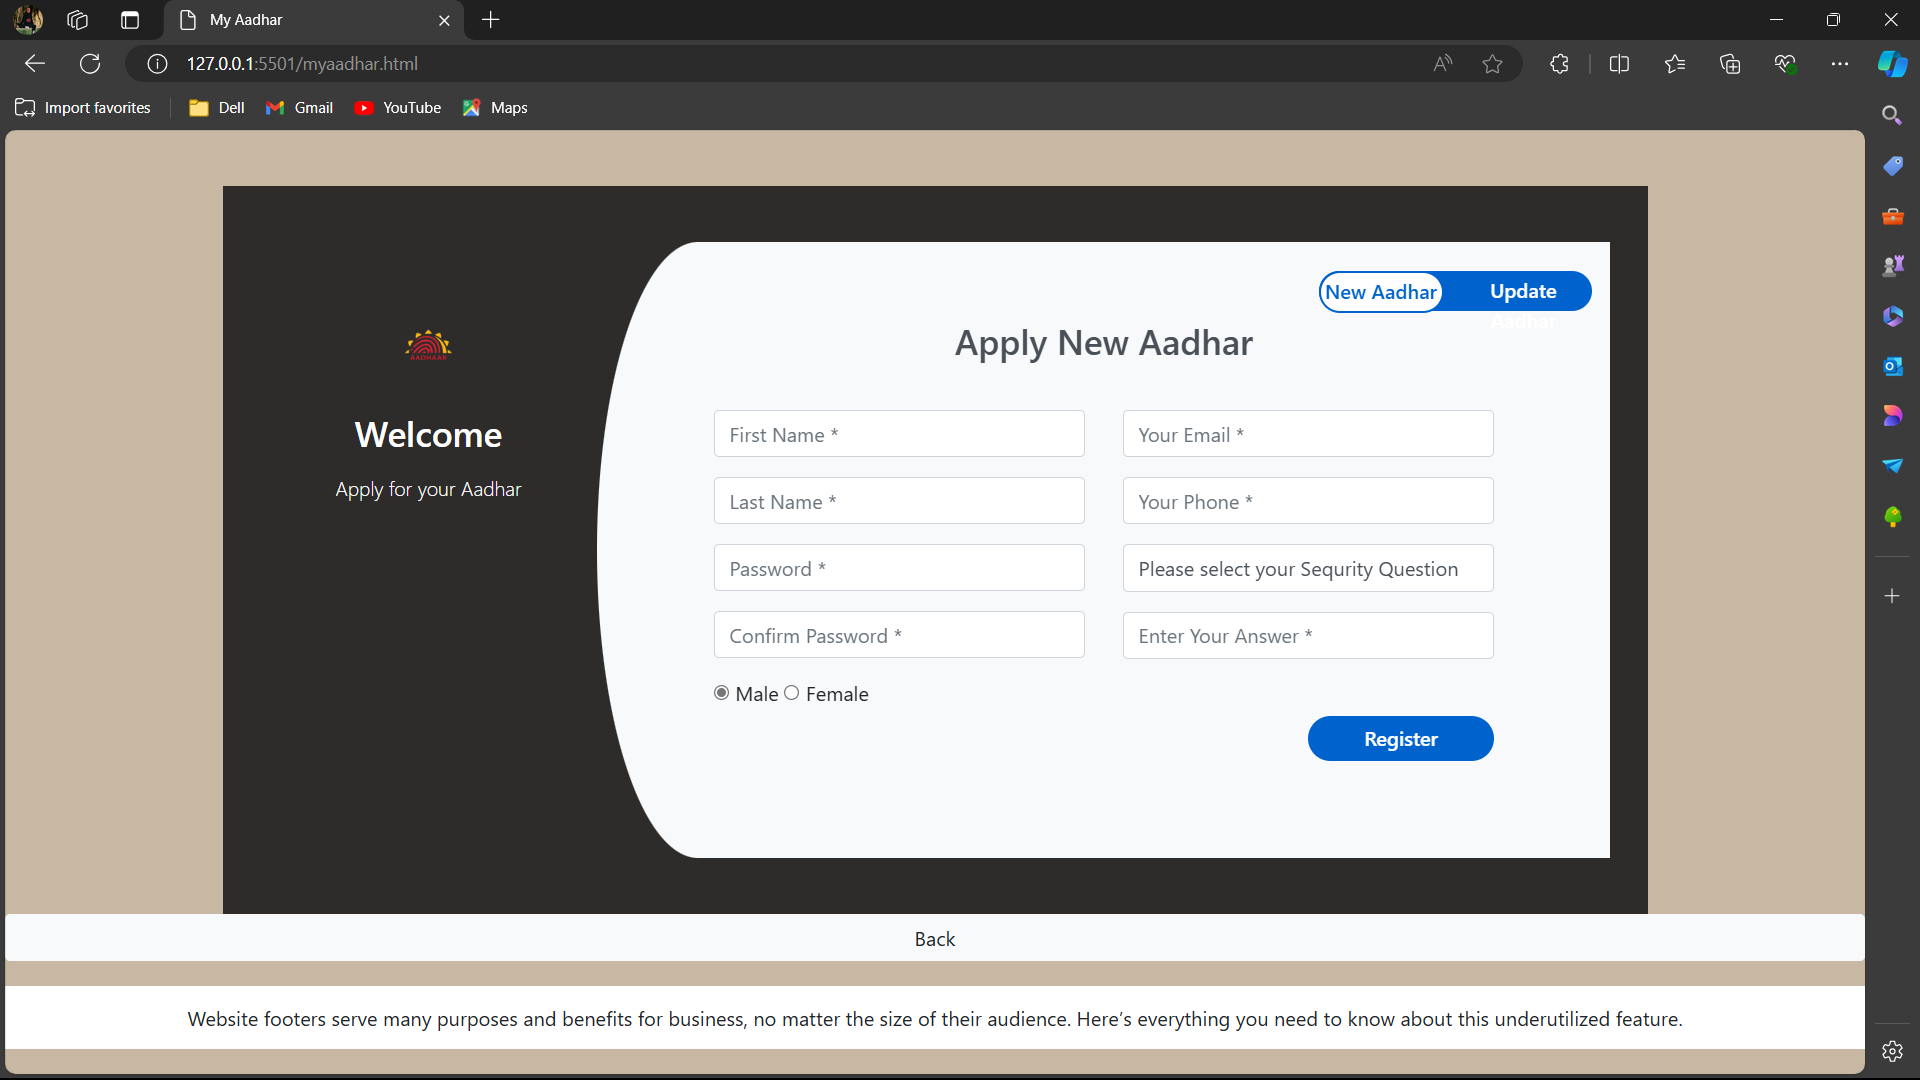 My Aadhar
127.0.0.1:5501/myaadhar.html
Import favorites
Dell
Gmail
YouTube
Maps
New Aadhar
Update
Aadhar
AADHAAR
Apply New Aadhar
Welcome
Apply for your Aadhar
First Name *
Your Email *
Last Name *
Your Phone *
Password *
Please select your Sequrity Question
Confirm Password *
Enter Your Answer *
Male
Female
Register
Back
Website footers serve many purposes and benefits for business, no matter the size of their audience. Here’s everything you need to know about this underutilized feature.